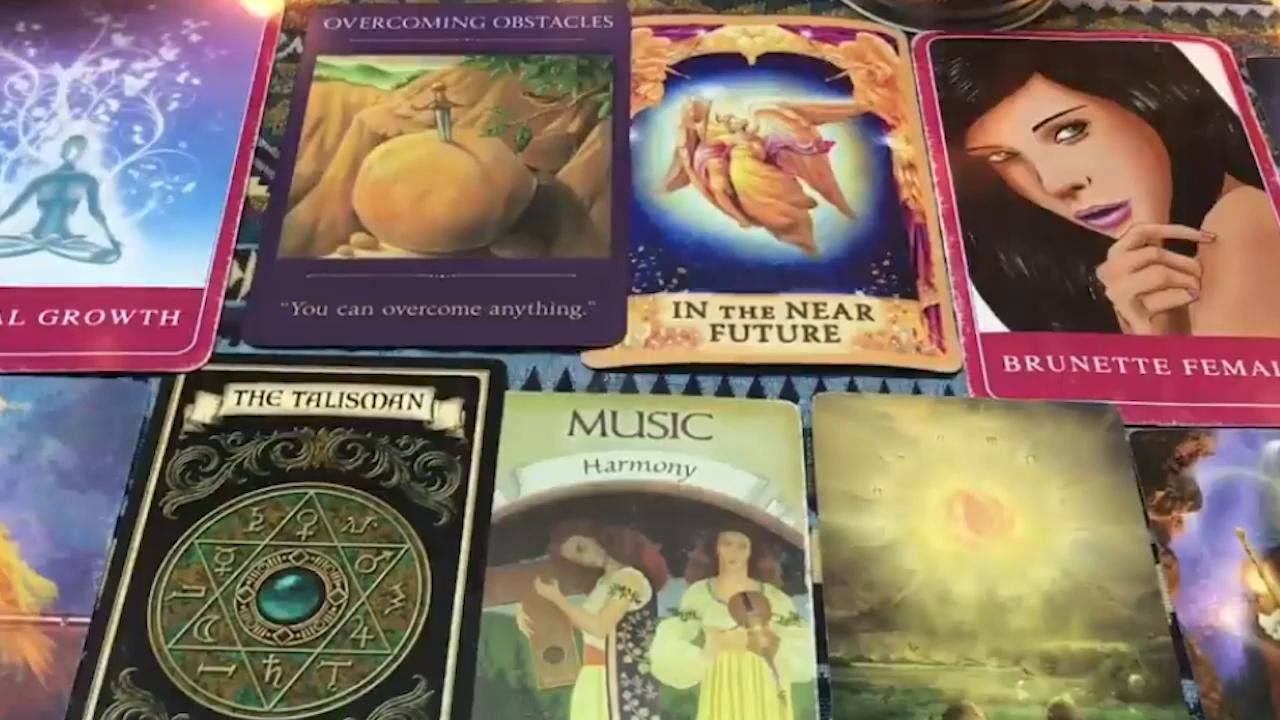 OVERCOMING OBSTACLES
"You can overcome anything."
IN THE NEAR
FUTURE
AL GROWTH
BRUNETTE FEMAL
THE TALISMAN
MUSIC
Harmony